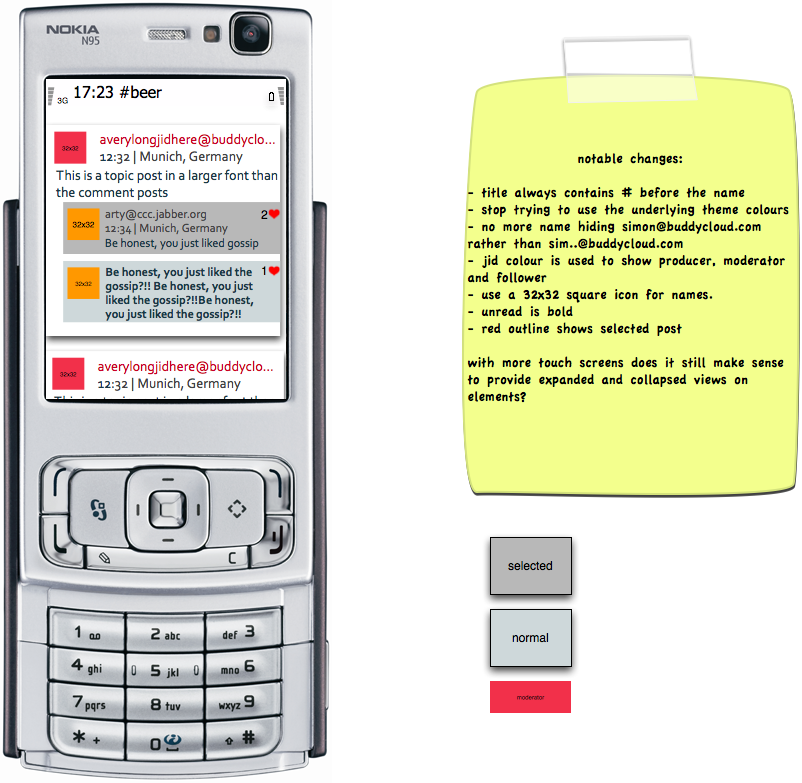 NOKIA
N95
3G 17:23 #beer
32x32
averylongjidhere@buddyclo...
12:32 | Munich, Germany
This is a topic post in a larger font than
the comment posts
32x32
arty@ccc.jabber.org
2
12:34 | Munich, Germany
Be honest, you just liked gossip
32x32
Be honest, you just liked the
1
gossip?!! Be honest, you just
liked the gossip?!!Be honest,
you just liked the gossip?!!
32x32
averylongjidhere@buddyclo...
12:32 | Munich, Germany
C
1
2 abc
def 3
4 ghi
5 jkl
mno 6
7 pqrs
8 tuv
wxyz 9
* +
0
#
notable changes:
- title always contains # before the name
- stop trying to use the underlying theme colours
- no more name hiding simon@buddycloud.com
rather than sim..@buddycloud.com
- jid colour is used to show producer, moderator
and follower
- use a 32x32 square icon for names.
- unread is bold
- red outline shows selected post
with more touch screens does it still make sense
to provide expanded and collapsed views on
elements?
selected
normal
moderator